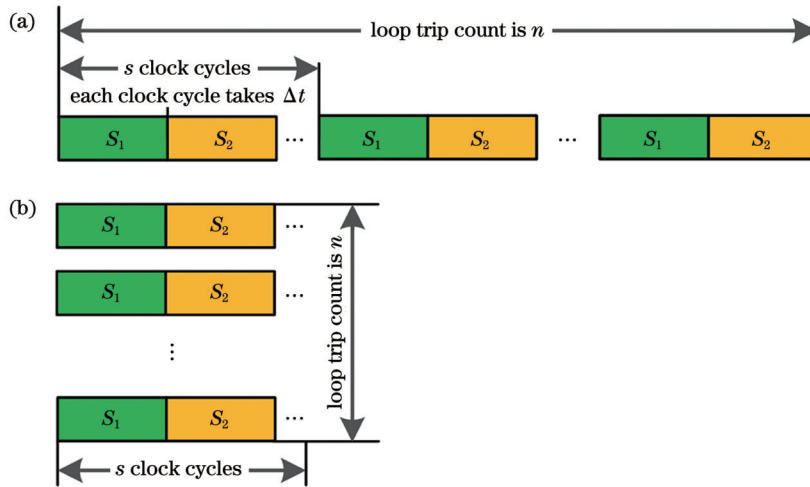 (a)
loop trip count is n
s clock cycles
each clock cycle takes Δt
S₁ S₂ ... S₁ S₂ ... S₁ S₂
(b)
S₁ S₂ ...
S₁ S₂ ...
⋮
S₁ S₂ ...
loop trip count is n
s clock cycles